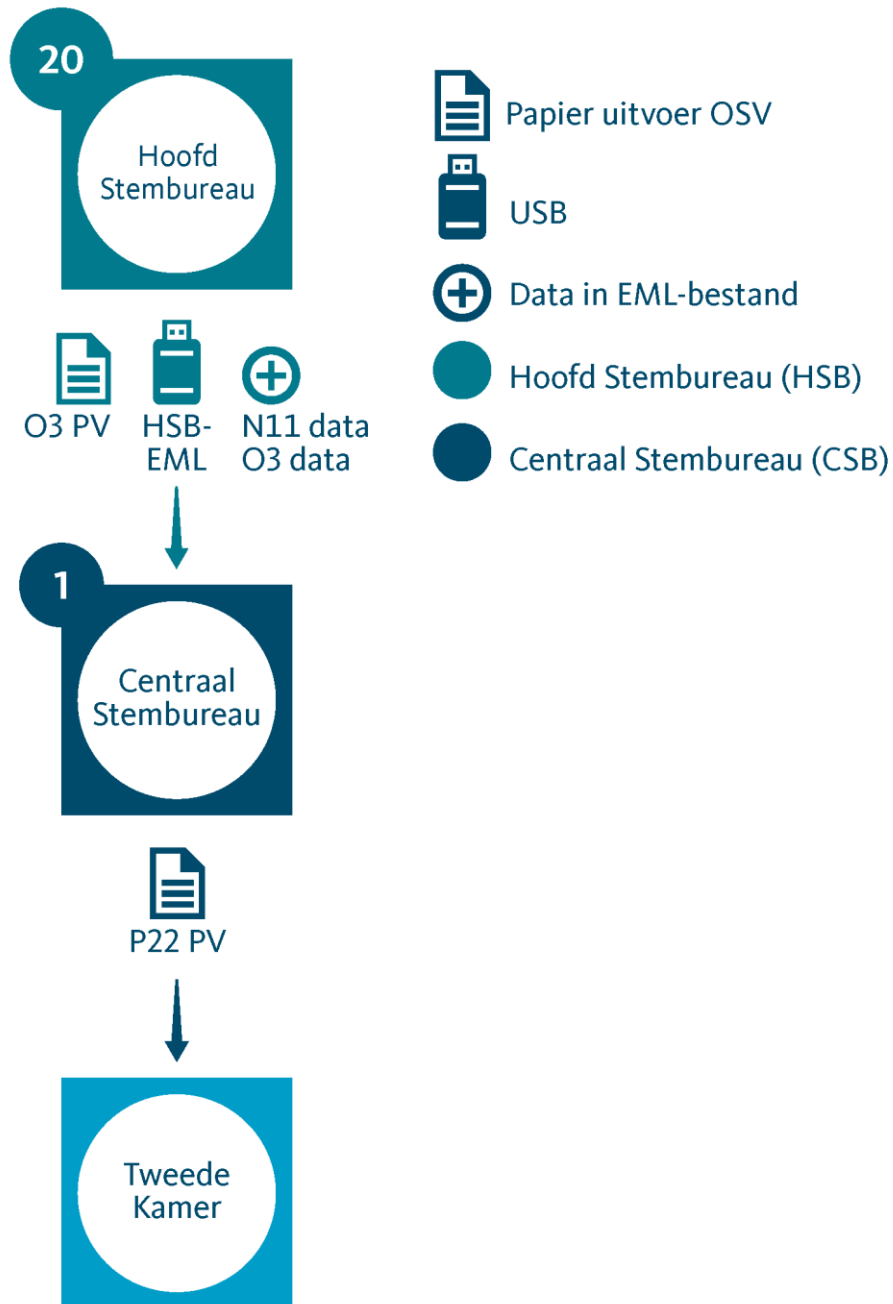 20
Hoofd
Stembureau
O3 PV
HSB-
EML
N11 data
O3 data
1
Centraal
Stembureau
P22 PV
Tweede
Kamer
Papier uitvoer OSV
USB
Data in EML-bestand
Hoofd Stembureau (HSB)
Centraal Stembureau (CSB)